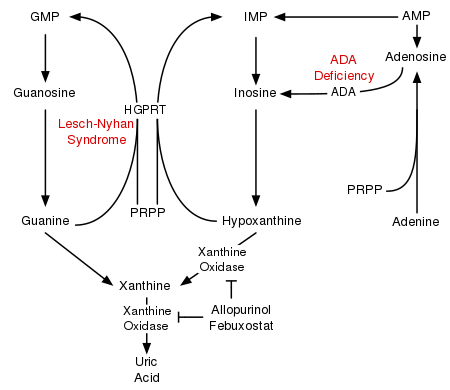 GMP
IMP
AMP
Adenosine
ADA
Deficiency
Guanosine
Inosine
ADA
HGPRT
Lesch-Nyhan
Syndrome
PRPP
PRPP
Guanine
Hypoxanthine
Adenine
Xanthine
Oxidase
Xanthine
Xanthine
Oxidase
Allopurinol
Febuxostat
Uric
Acid